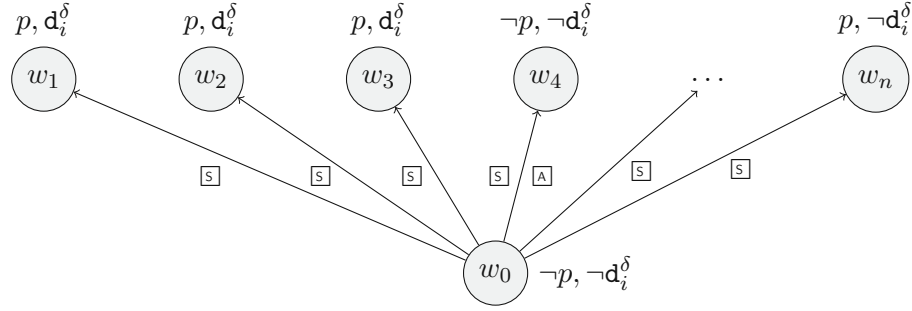 p, d_i^δ p, d_i^δ p, d_i^δ ¬p, ¬d_i^δ p, ¬d_i^δ
w_1 w_2 w_3 w_4 … w_n
S S S S A S S
w_0 ¬p, ¬d_i^δ